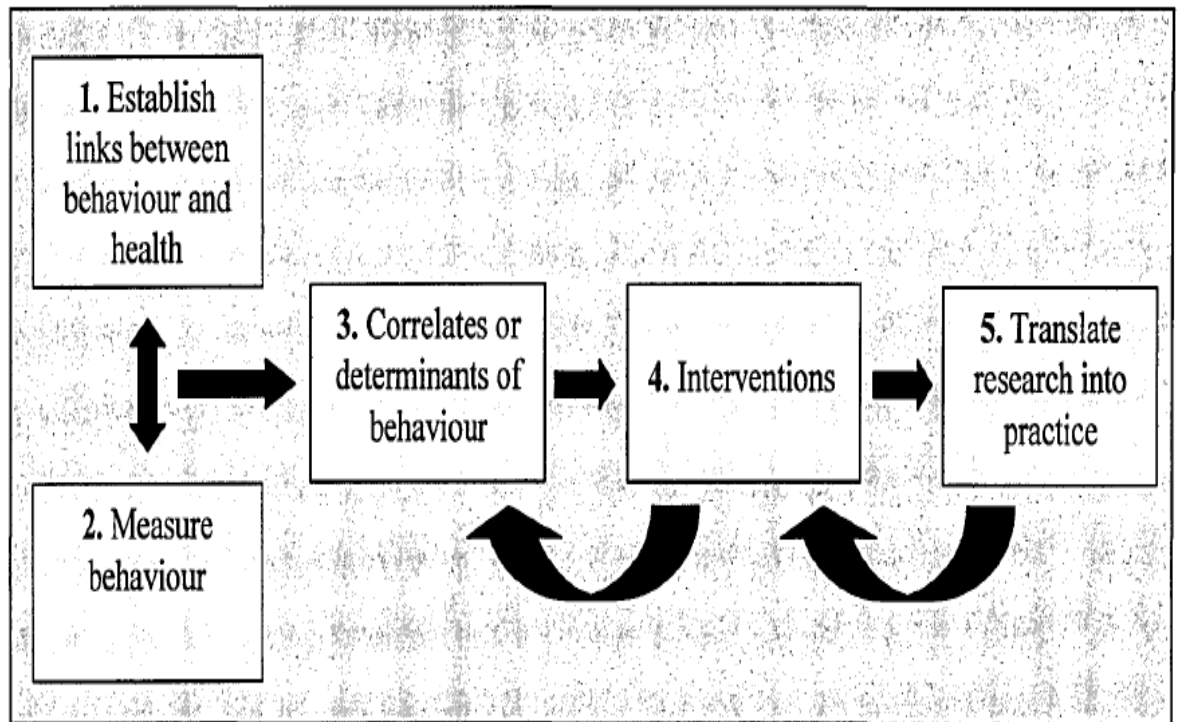 1. Establish
links between
behaviour and
health
2. Measure
behaviour
3. Correlates or
determinants of
behaviour
4. Interventions
5. Translate
research into
practice